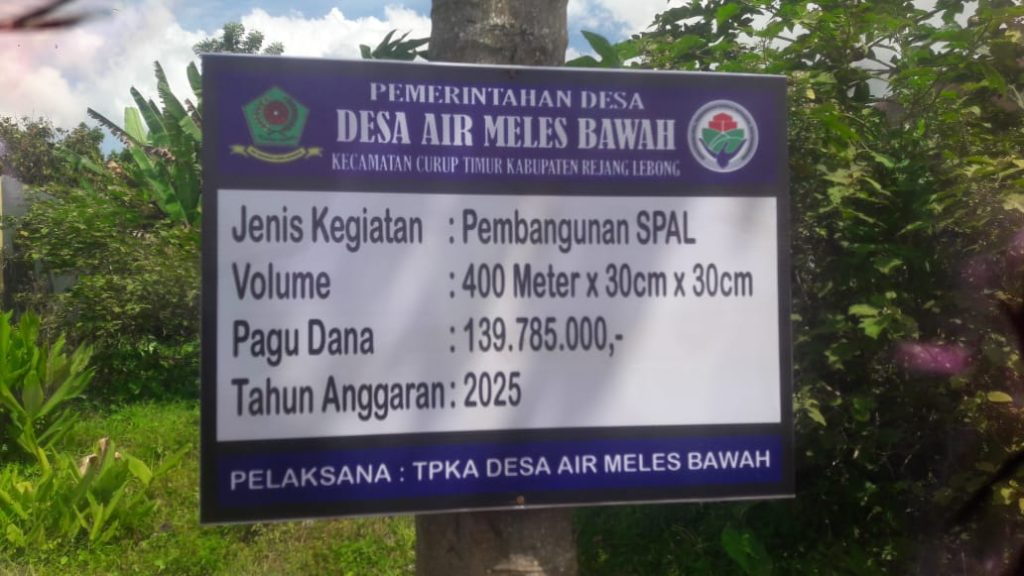 PEMERINTAHAN DESA
DESA AIR MELES BAWAH
KECAMATAN CURUP TIMUR KABUPATEN REJANG LEBONG
Jenis Kegiatan : Pembangunan SPAL
Volume : 400 Meter x 30cm x 30cm
Pagu Dana : 139.785.000,-
Tahun Anggaran : 2025
PELAKSANA : TPKA DESA AIR MELES BAWAH